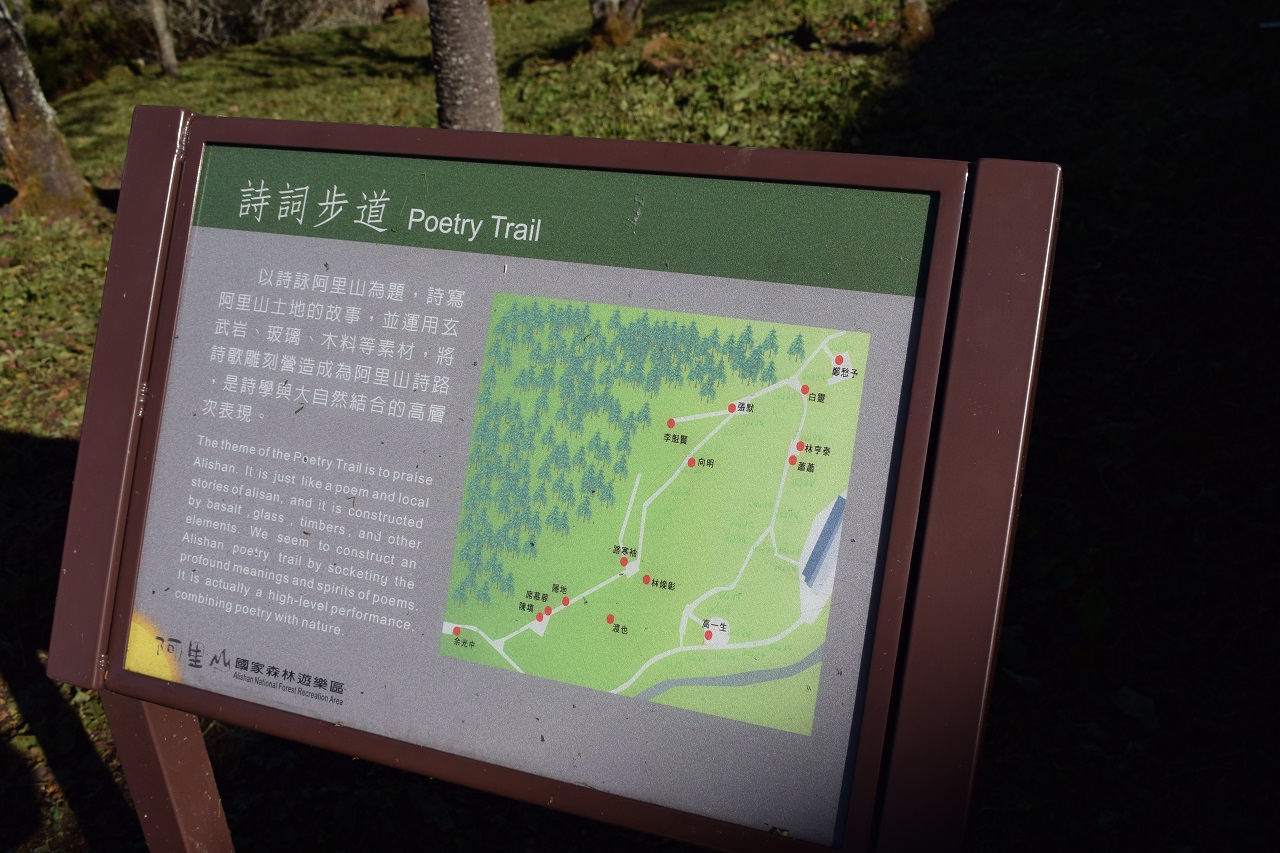 詩詞步道 Poetry Trail
以詩詠阿里山為題，詩寫
阿里山土地的故事，並運用玄
武岩、玻璃、木料等素材，將
詩歌雕刻營造成為阿里山詩路
，是詩學與大自然結合的高層
次表現。
The theme of the Poetry Trail is to praise
Alishan. It is just like a poem and local
stories of alisan, and it is constructed
by basalt ,glass , timbers, and other
elements. We seem to construct an
Alishan poetry trail by socketing the
profound meanings and spirits of poems.
It is actually a high-level performance,
combining poetry with nature.
阿里山國家森林遊樂區
Alishan National Forest Recreation Area
鄭愁予
白靈
張默
李魁賢
林亨泰
向明
蕭蕭
路寒袖
林煥彰
隱地
席慕蓉
陳填
渡也
高一生
余光中